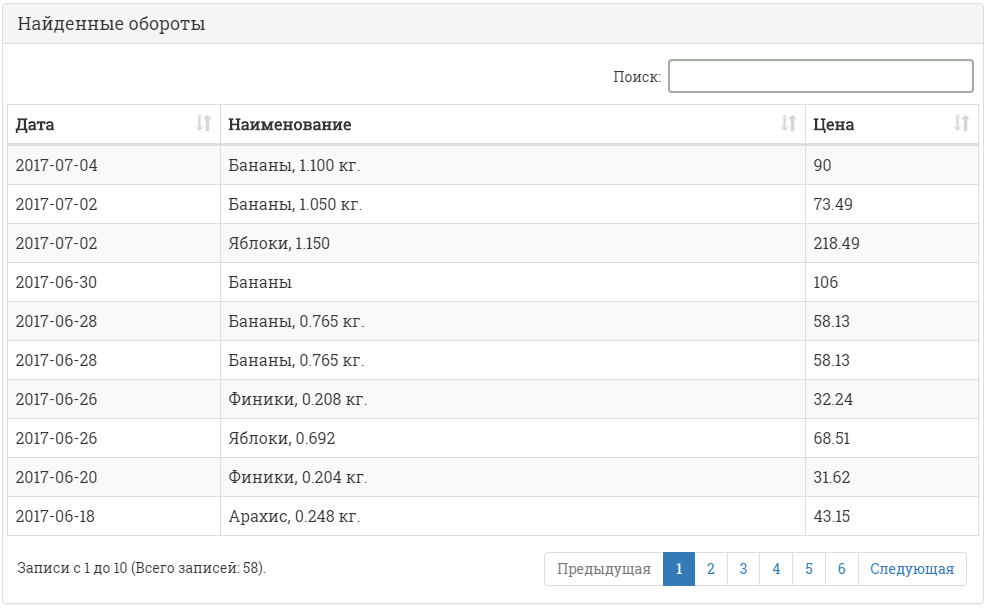 Найденные обороты
Поиск:
Дата Наименование Цена
2017-07-04 Бананы, 1.100 кг. 90
2017-07-02 Бананы, 1.050 кг. 73.49
2017-07-02 Яблоки, 1.150 218.49
2017-06-30 Бананы 106
2017-06-28 Бананы, 0.765 кг. 58.13
2017-06-28 Бананы, 0.765 кг. 58.13
2017-06-26 Финики, 0.208 кг. 32.24
2017-06-26 Яблоки, 0.692 68.51
2017-06-20 Финики, 0.204 кг. 31.62
2017-06-18 Арахис, 0.248 кг. 43.15
Записи с 1 до 10 (Всего записей: 58). Предыдущая 1 2 3 4 5 6 Следующая